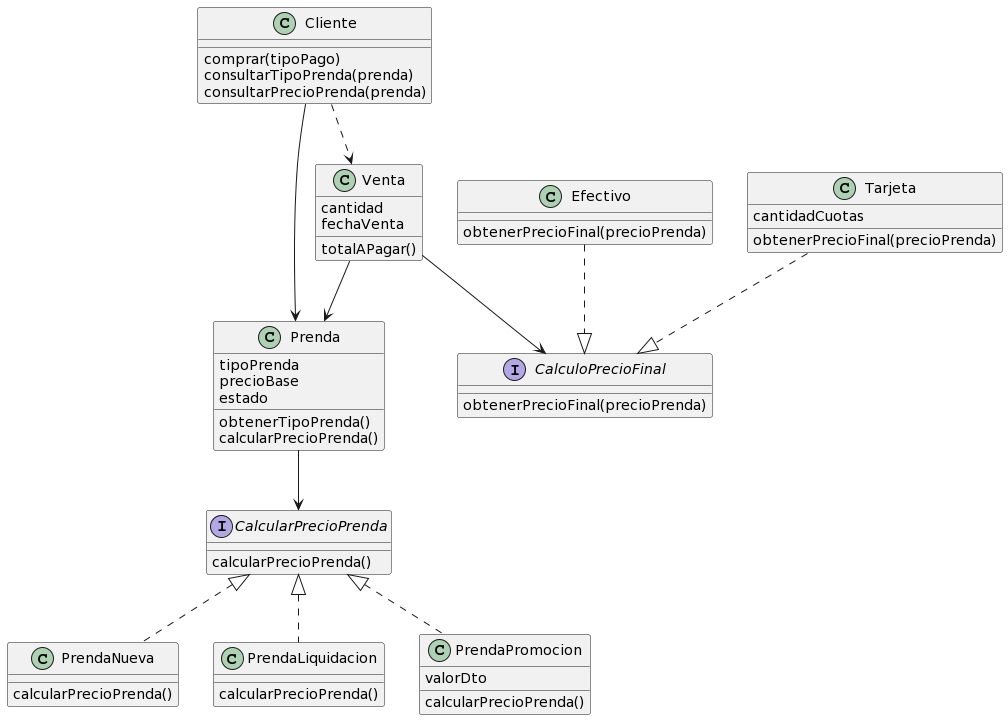 C Cliente
comprar(tipoPago)
consultarTipoPrenda(prenda)
consultarPrecioPrenda(prenda)
C Venta
cantidad
fechaVenta
totalAPagar()
C Efectivo
obtenerPrecioFinal(precioPrenda)
C Tarjeta
cantidadCuotas
obtenerPrecioFinal(precioPrenda)
C Prenda
tipoPrenda
precioBase
estado
obtenerTipoPrenda()
calcularPrecioPrenda()
I CalculoPrecioFinal
obtenerPrecioFinal(precioPrenda)
I CalcularPrecioPrenda
calcularPrecioPrenda()
C PrendaNueva
calcularPrecioPrenda()
C PrendaLiquidacion
calcularPrecioPrenda()
C PrendaPromocion
valorDto
calcularPrecioPrenda()